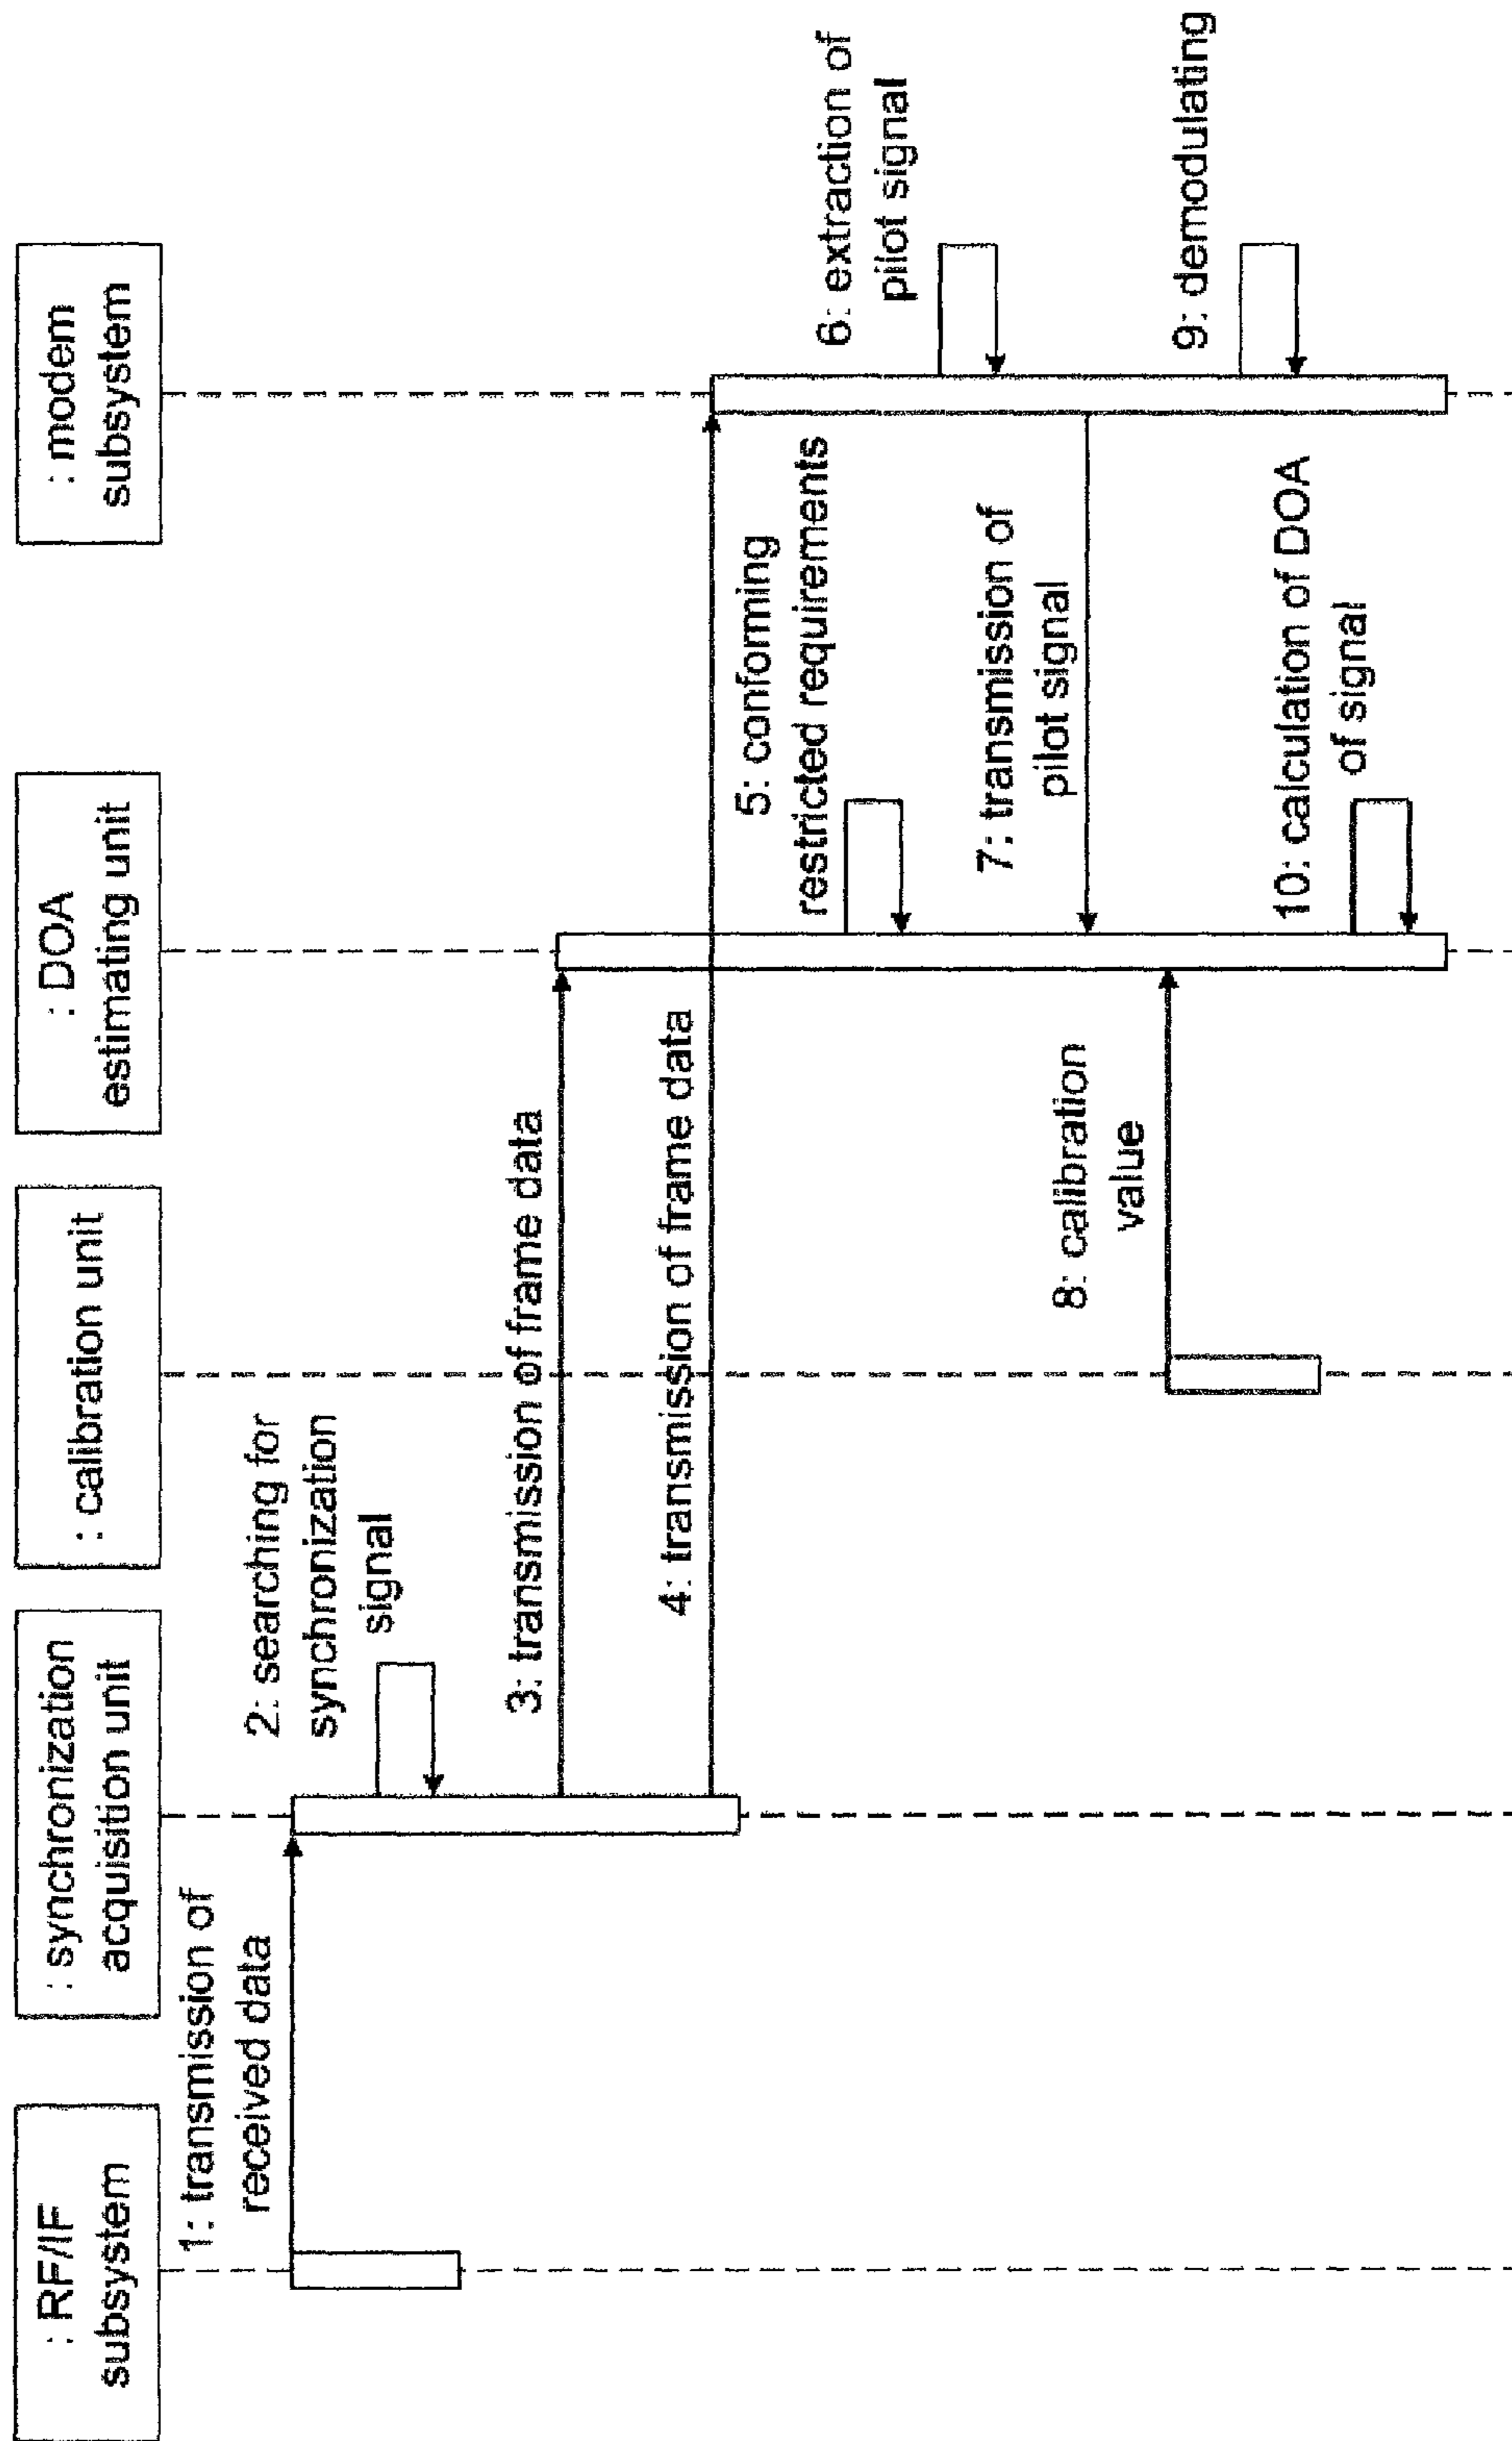 : RF/IF
subsystem
: synchronization
acquisition unit
: calibration unit
: DOA
estimating unit
: modem
subsystem
1: transmission of
received data
2: searching for
synchronization
signal
3: transmission of frame data
4: transmission of frame data
5: conforming
restricted requirements
6: extraction of
pilot signal
7: transmission of
pilot signal
8: calibration
value
9: demodulating
10: calculation of DOA
of signal